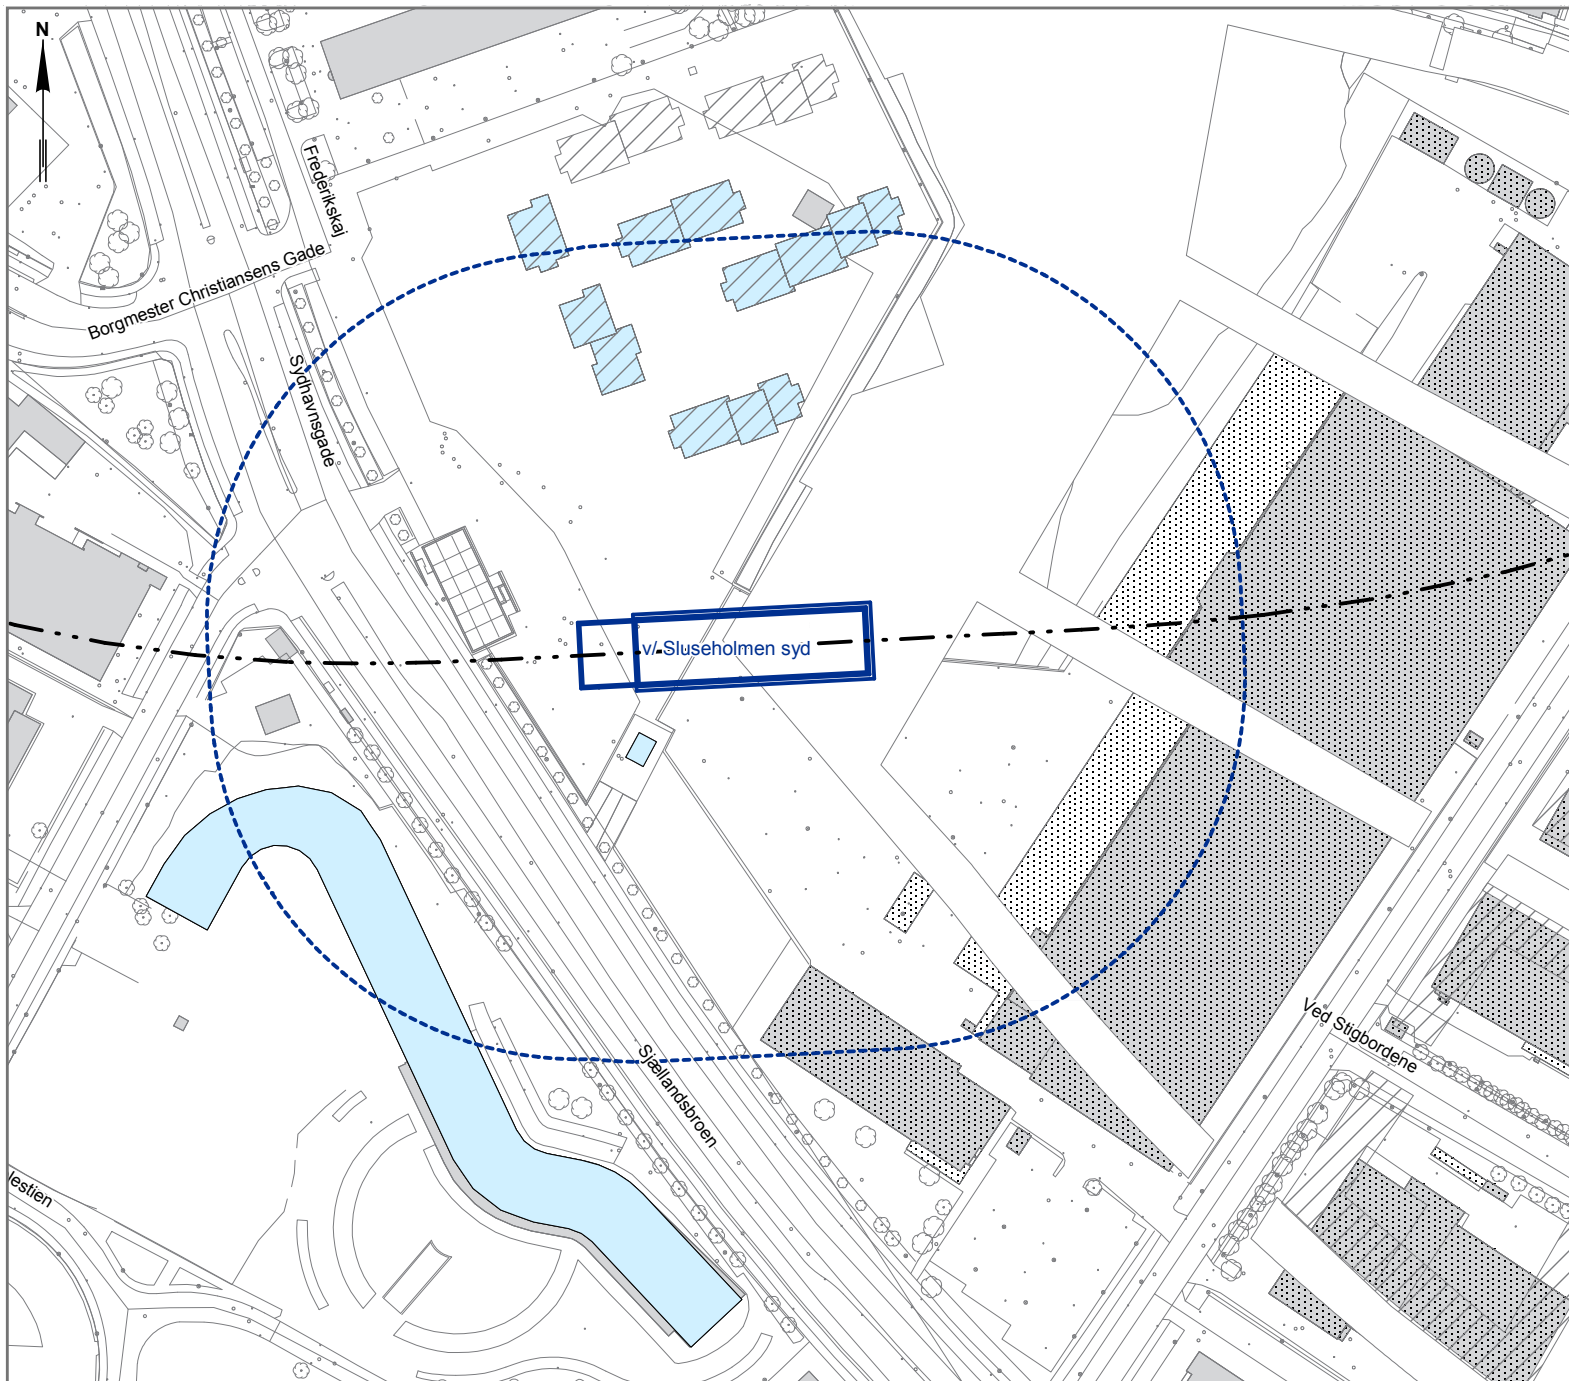 N
Frederikskaj
Borgmester Christiansens Gade
Sydhavnsgade
v/ Sluseholmen syd
Ved Stigbordene
Sjællandsbroen
lestien